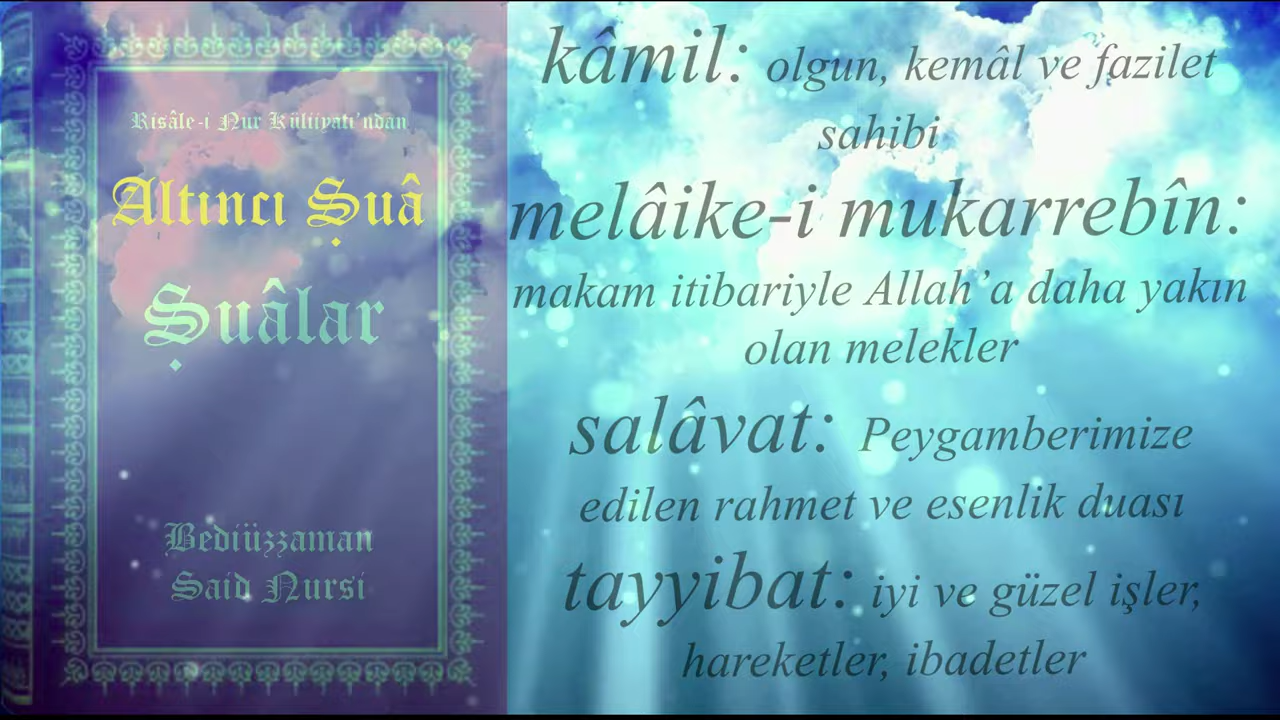 Risâle-i Nur Külliyatı'ndan
Altıncı Şuâ
Şuâlar
Bediüzzaman
Said Nursi
kâmil: olgun, kemâl ve fazilet
sahibi
melâike-i mukarrebîn:
makam itibariyle Allah’a daha yakın
olan melekler
salâvat: Peygamberimize
edilen rahmet ve esenlik duası
tayyibat: iyi ve güzel işler,
hareketler, ibadetler